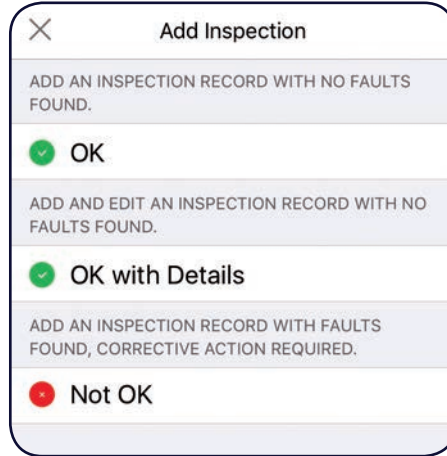 Add Inspection
ADD AN INSPECTION RECORD WITH NO FAULTS
FOUND.
OK
ADD AND EDIT AN INSPECTION RECORD WITH NO
FAULTS FOUND.
OK with Details
ADD AN INSPECTION RECORD WITH FAULTS
FOUND, CORRECTIVE ACTION REQUIRED.
Not OK